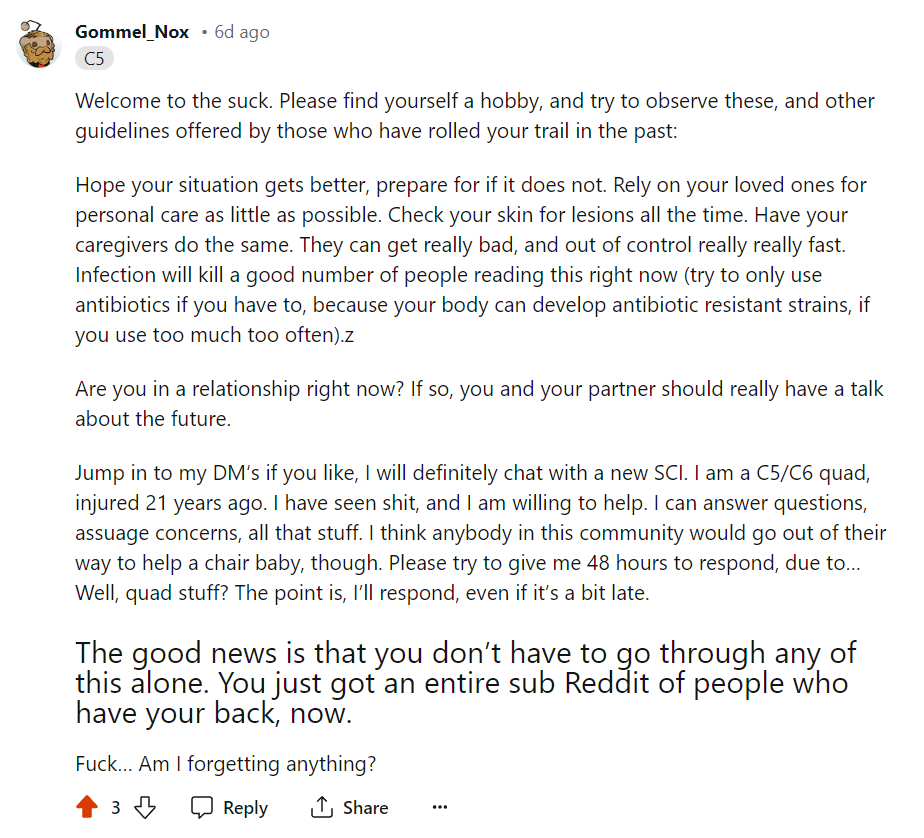 Gommel_Nox • 6d ago
C5
Welcome to the suck. Please find yourself a hobby, and try to observe these, and other
guidelines offered by those who have rolled your trail in the past:
Hope your situation gets better, prepare for if it does not. Rely on your loved ones for
personal care as little as possible. Check your skin for lesions all the time. Have your
caregivers do the same. They can get really bad, and out of control really really fast.
Infection will kill a good number of people reading this right now (try to only use
antibiotics if you have to, because your body can develop antibiotic resistant strains, if
you use too much too often).z
Are you in a relationship right now? If so, you and your partner should really have a talk
about the future.
Jump in to my DM's if you like, I will definitely chat with a new SCI. I am a C5/C6 quad,
injured 21 years ago. I have seen shit, and I am willing to help. I can answer questions,
assuage concerns, all that stuff. I think anybody in this community would go out of their
way to help a chair baby, though. Please try to give me 48 hours to respond, due to...
Well, quad stuff? The point is, I'll respond, even if it's a bit late.
The good news is that you don't have to go through any of
this alone. You just got an entire sub Reddit of people who
have your back, now.
Fuck... Am I forgetting anything?
3 Reply Share ...